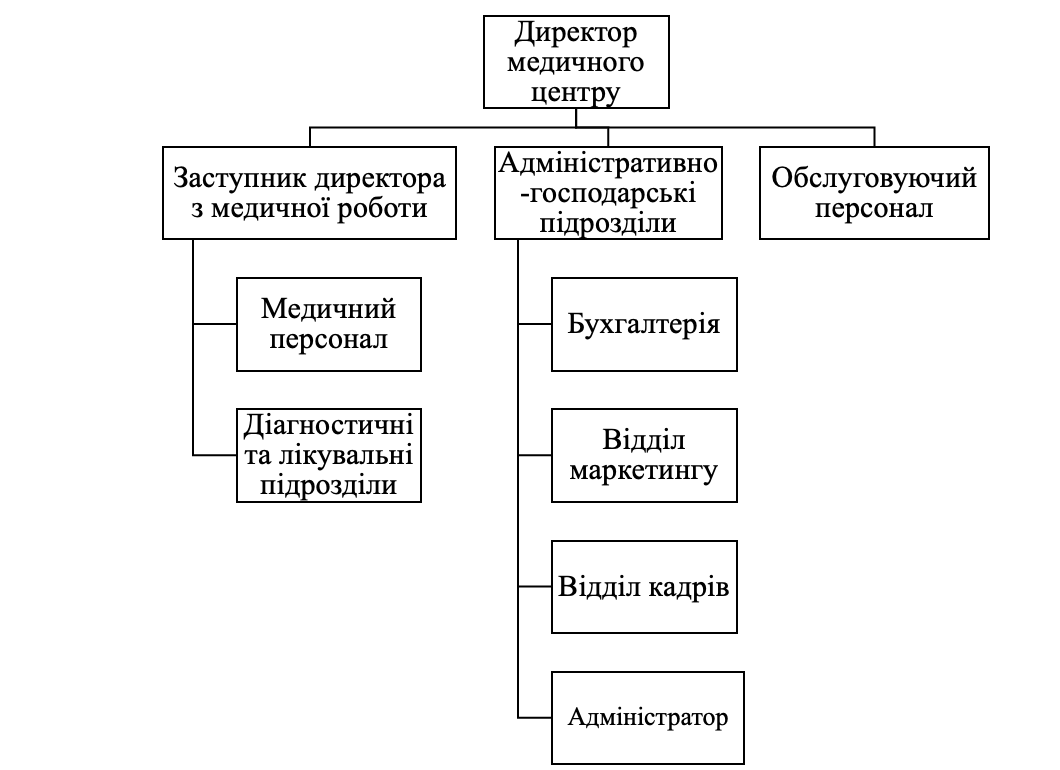 Директор
медичного
центру
Заступник директора
з медичної роботи
Адміністративно
-господарські
підрозділи
Обслуговуючий
персонал
Медичний
персонал
Діагностичні
та лікувальні
підрозділи
Бухгалтерія
Відділ
маркетингу
Відділ кадрів
Адміністратор